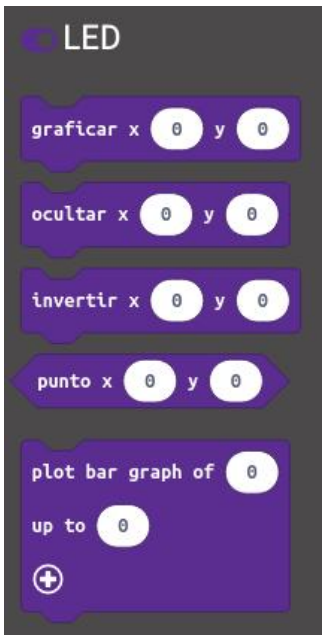 LED
graficar x 0 y 0
ocultar x 0 y 0
invertir x 0 y 0
punto x 0 y 0
plot bar graph of 0
up to 0